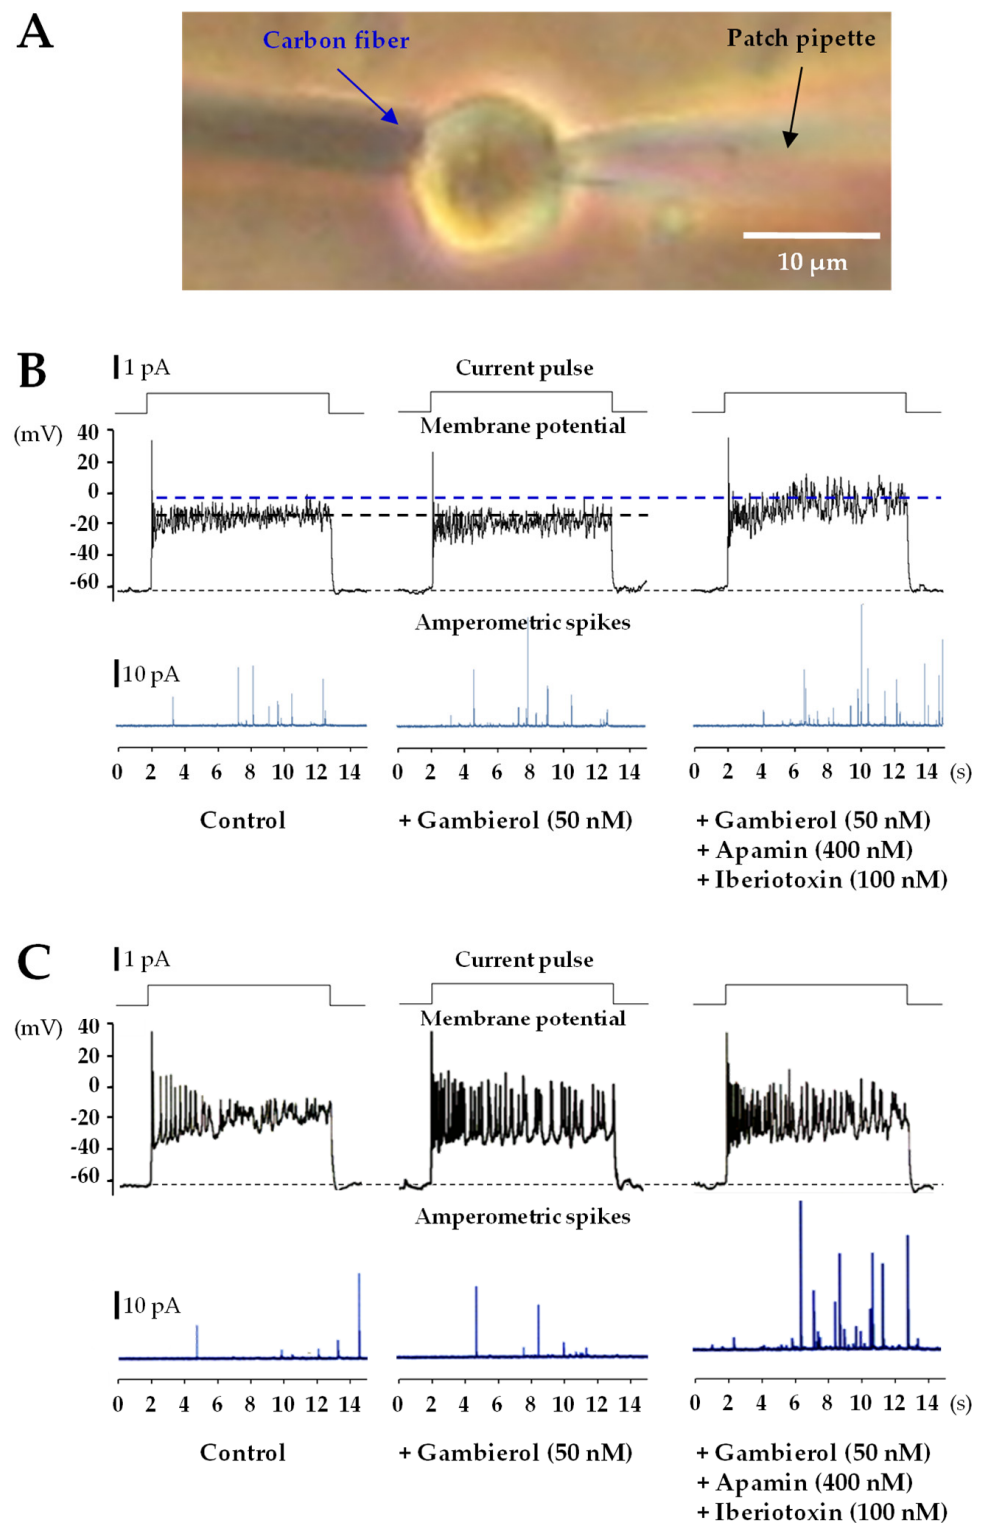 A
Carbon fiber
Patch pipette
10 µm
B
1 pA
Current pulse
(mV)
Membrane potential
40
20
0
-20
-40
-60
Amperometric spikes
10 pA
0 2 4 6 8 10 12 14
0 2 4 6 8 10 12 14
0 2 4 6 8 10 12 14 (s)
Control
+ Gambierol (50 nM)
+ Gambierol (50 nM)
+ Apamin (400 nM)
+ Iberiotoxin (100 nM)
C
1 pA
Current pulse
(mV)
Membrane potential
40
20
0
-20
-40
-60
Amperometric spikes
10 pA
0 2 4 6 8 10 12 14
0 2 4 6 8 10 12 14
0 2 4 6 8 10 12 14 (s)
Control
+ Gambierol (50 nM)
+ Gambierol (50 nM)
+ Apamin (400 nM)
+ Iberiotoxin (100 nM)